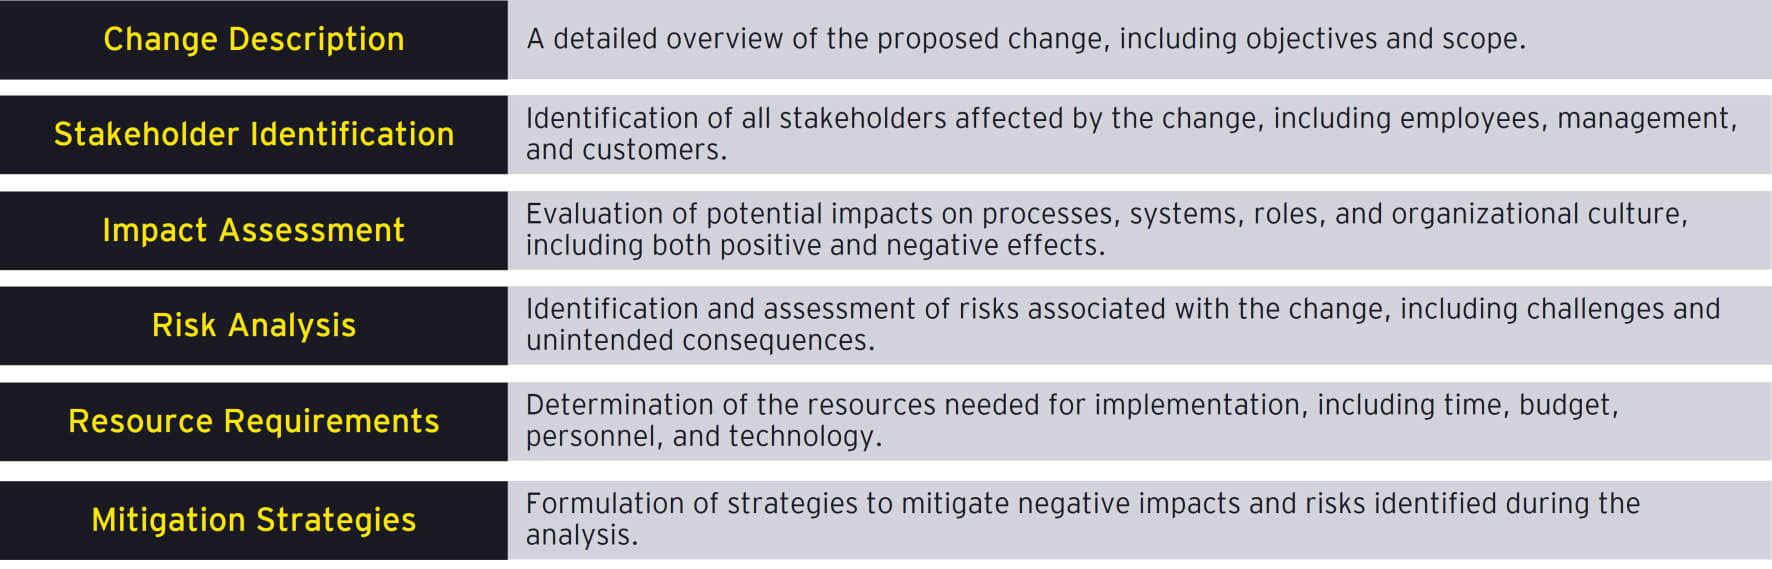 Change Description
A detailed overview of the proposed change, including objectives and scope.
Stakeholder Identification
Identification of all stakeholders affected by the change, including employees, management,
and customers.
Impact Assessment
Evaluation of potential impacts on processes, systems, roles, and organizational culture,
including both positive and negative effects.
Risk Analysis
Identification and assessment of risks associated with the change, including challenges and
unintended consequences.
Resource Requirements
Determination of the resources needed for implementation, including time, budget,
personnel, and technology.
Mitigation Strategies
Formulation of strategies to mitigate negative impacts and risks identified during the
analysis.